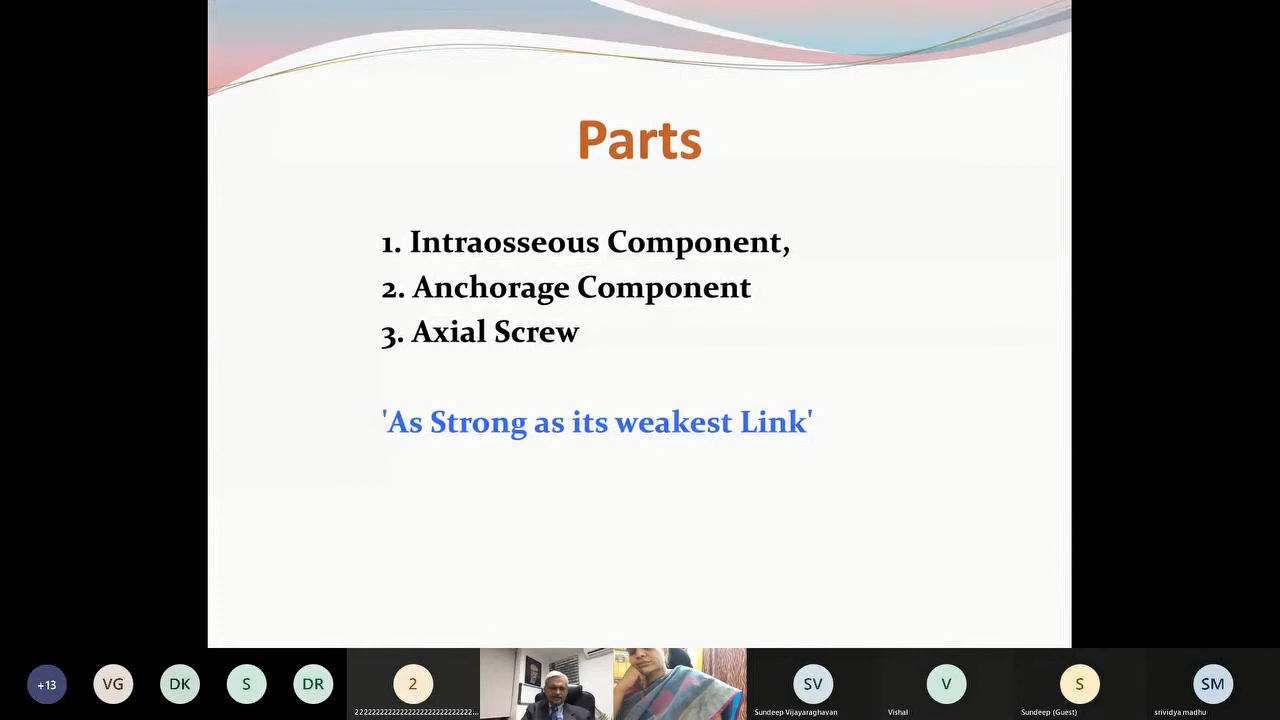 Parts
1. Intraosseous Component,
2. Anchorage Component
3. Axial Screw
'As Strong as its weakest Link'
+13
VG
DK
S
DR
2
22222222222222222222222222222...
SV
Sundeep Vijayaraghavan
V
Vishal
S
Sundeep (Guest)
SM
srividya madhu